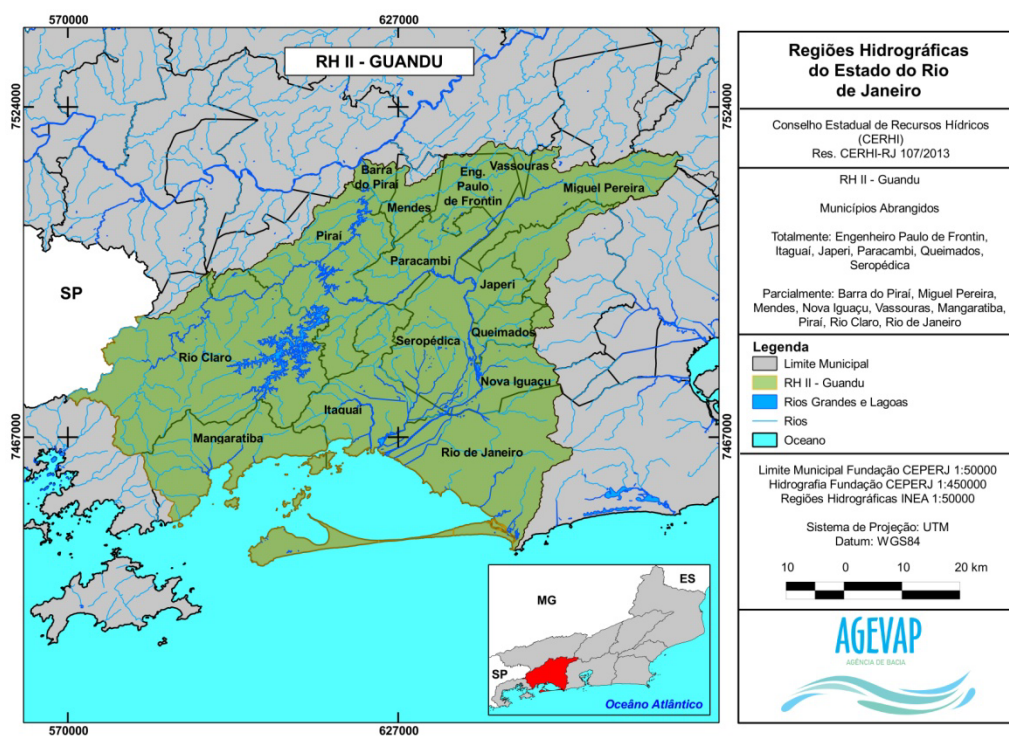 570000
627000
RH II - GUANDU
7524000
7524000
Barra
do Piraí
Mendes
Eng.
Paulo
de Frontin
Vassouras
Miguel Pereira
Piraí
Paracambi
SP
Japeri
Rio Claro
Seropédica
Queimados
Nova Iguaçu
Itaguaí
Mangaratiba
Rio de Janeiro
7467000
7467000
MG
ES
SP
Oceâno Atlântico
570000
627000
Regiões Hidrográficas
do Estado do Rio
de Janeiro
Conselho Estadual de Recursos Hídricos
(CERHI)
Res. CERHI-RJ 107/2013
RH II - Guandu
Municípios Abrangidos
Totalmente: Engenheiro Paulo de Frontin,
Itaguaí, Japeri, Paracambi, Queimados,
Seropédica
Parcialmente: Barra do Piraí, Miguel Pereira,
Mendes, Nova Iguaçu, Vassouras, Mangaratiba,
Piraí, Rio Claro, Rio de Janeiro
Legenda
Limite Municipal
RH II - Guandu
Rios Grandes e Lagoas
Rios
Oceano
Limite Municipal Fundação CEPERJ 1:50000
Hidrografia Fundação CEPERJ 1:450000
Regiões Hidrográficas INEA 1:50000
Sistema de Projeção: UTM
Datum: WGS84
10 0 10 20 km
AGEVAP
AGÊNCIA DE BACIA